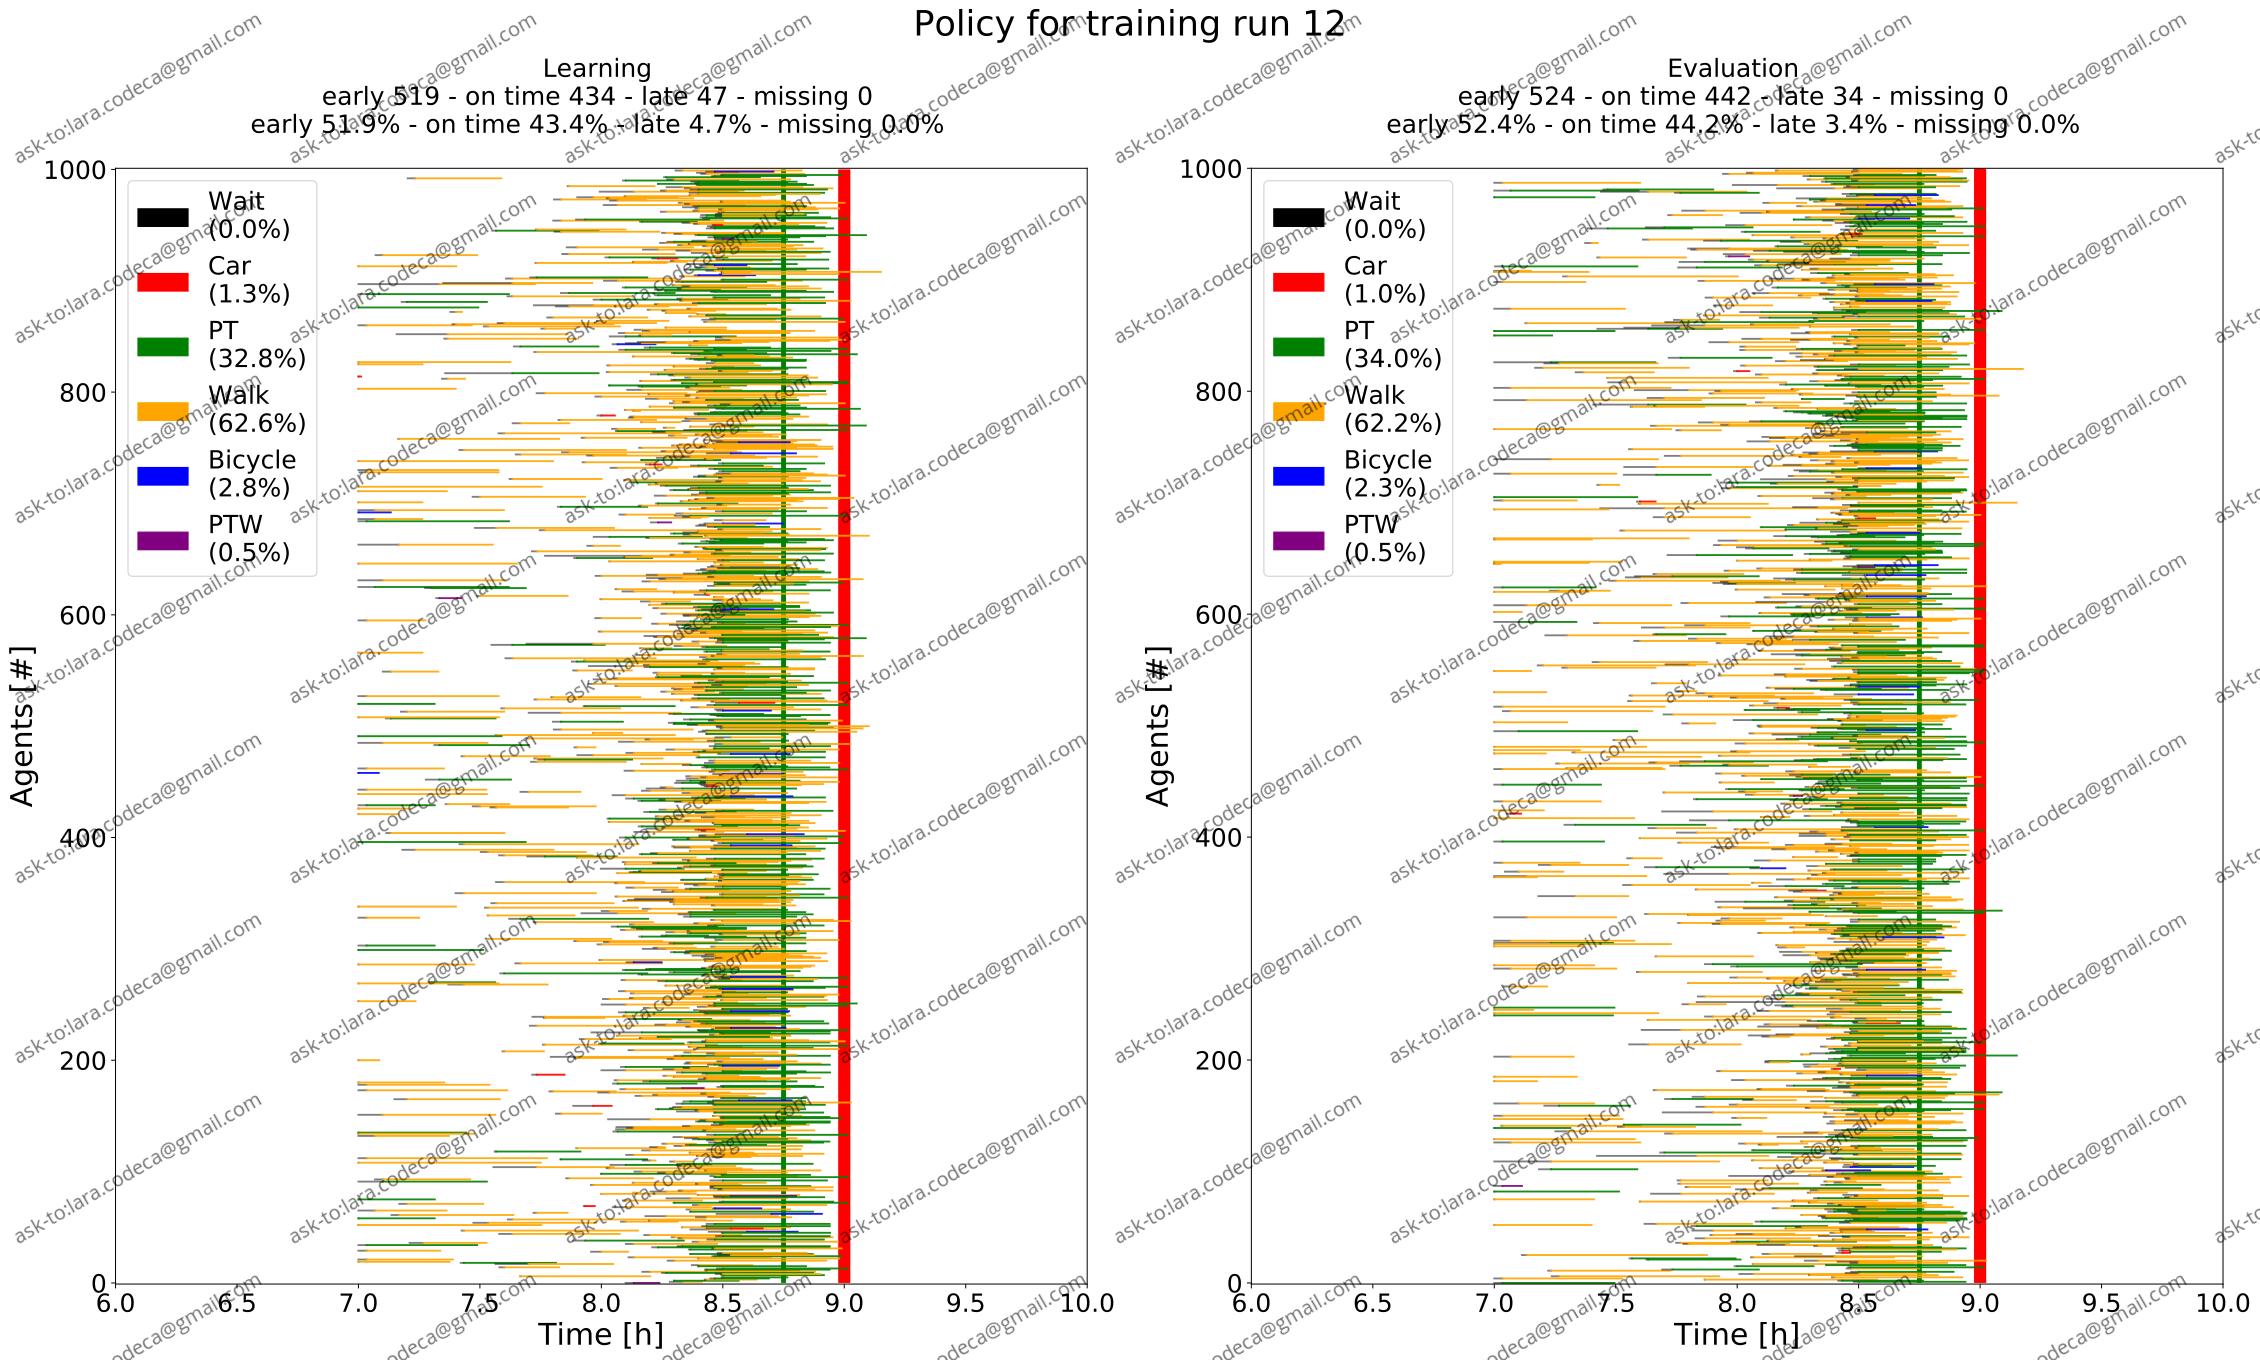 Policy for training run 12
Learning
early 519 - on time 434 - late 47 - missing 0
early 51.9% - on time 43.4% - late 4.7% - missing 0.0%
Agents [#]
1000
800
600
400
200
0
Wait
(0.0%)
Car
(1.3%)
PT
(32.8%)
Walk
(62.6%)
Bicycle
(2.8%)
PTW
(0.5%)
6.0 6.5 7.0 7.5 8.0 8.5 9.0 9.5 10.0
Time [h]
Evaluation
early 524 - on time 442 - late 34 - missing 0
early 52.4% - on time 44.2% - late 3.4% - missing 0.0%
Agents [#]
1000
800
600
400
200
0
Wait
(0.0%)
Car
(1.0%)
PT
(34.0%)
Walk
(62.2%)
Bicycle
(2.3%)
PTW
(0.5%)
6.0 6.5 7.0 7.5 8.0 8.5 9.0 9.5 10.0
Time [h]
ask-to:lara.codeca@gmail.com